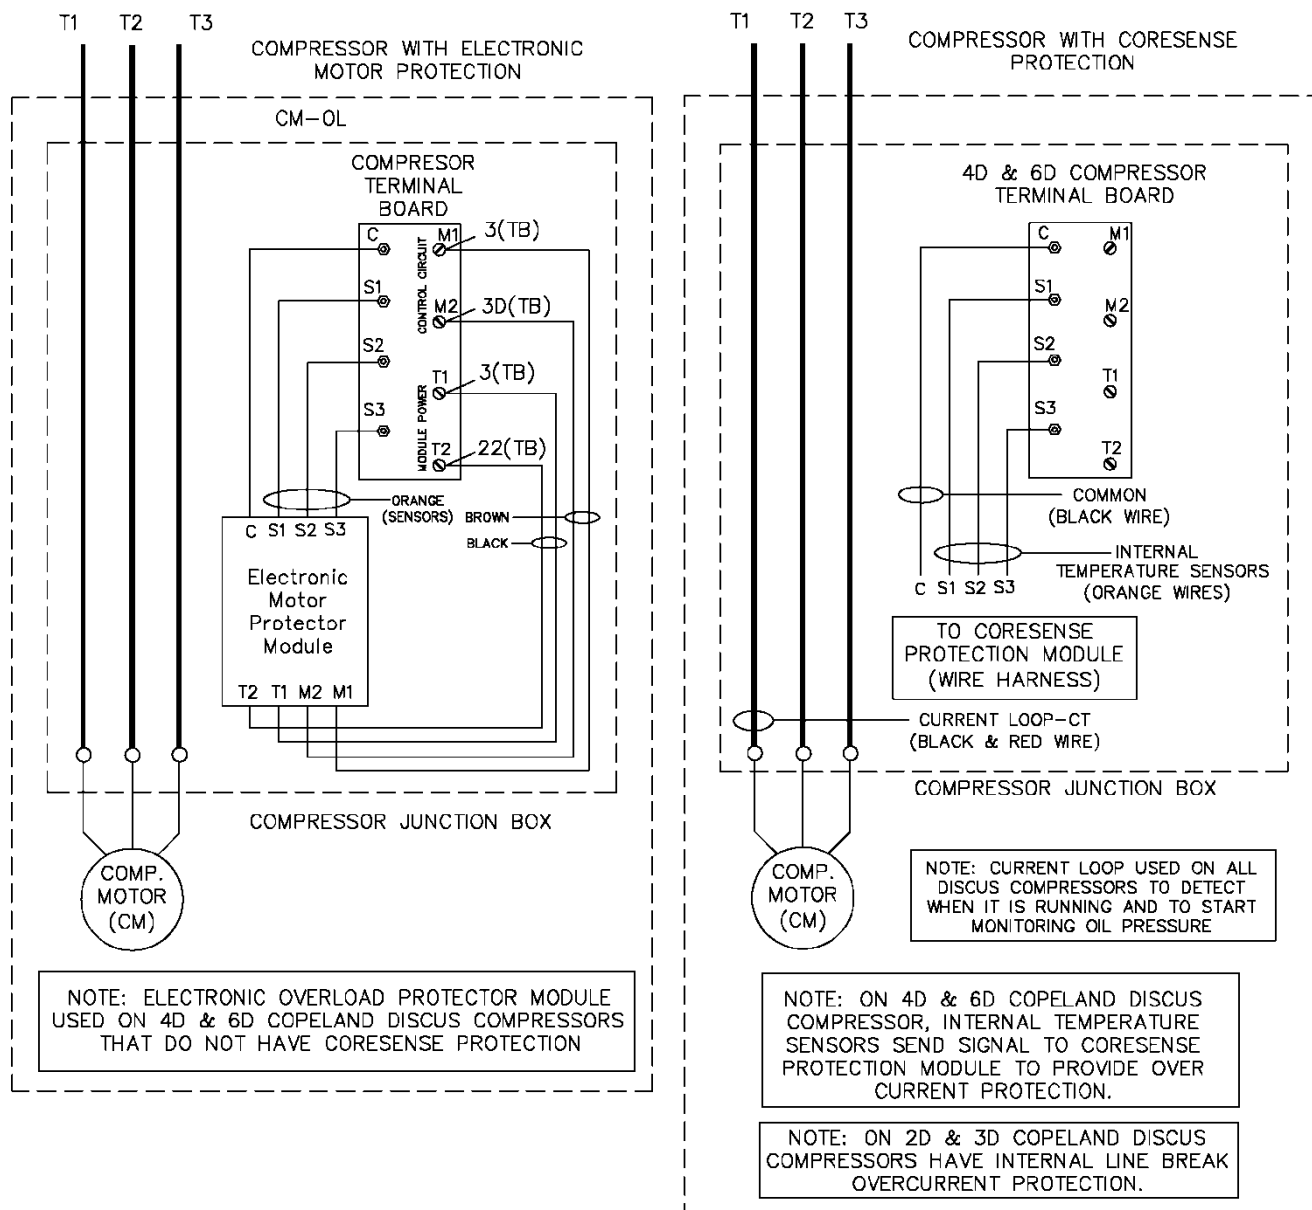 T1 T2 T3
COMPRESSOR WITH ELECTRONIC
MOTOR PROTECTION
CM-OL
COMPRESOR
TERMINAL
BOARD
C
M1
3(TB)
S1
CONTROL CIRCUIT
M2
3D(TB)
S2
T1
3(TB)
S3
MODULE POWER
T2
22(TB)
ORANGE
(SENSORS)
BROWN
BLACK
C S1 S2 S3
Electronic
Motor
Protector
Module
T2 T1 M2 M1
COMPRESSOR JUNCTION BOX
COMP.
MOTOR
(CM)
NOTE: ELECTRONIC OVERLOAD PROTECTOR MODULE
USED ON 4D & 6D COPELAND DISCUS COMPRESSORS
THAT DO NOT HAVE CORESENSE PROTECTION
T1 T2 T3
COMPRESSOR WITH CORESENSE
PROTECTION
4D & 6D COMPRESSOR
TERMINAL BOARD
C
M1
S1
M2
S2
T1
S3
T2
COMMON
(BLACK WIRE)
INTERNAL
TEMPERATURE SENSORS
(ORANGE WIRES)
C S1 S2 S3
TO CORESENSE
PROTECTION MODULE
(WIRE HARNESS)
CURRENT LOOP-CT
(BLACK & RED WIRE)
COMPRESSOR JUNCTION BOX
COMP.
MOTOR
(CM)
NOTE: CURRENT LOOP USED ON ALL
DISCUS COMPRESSORS TO DETECT
WHEN IT IS RUNNING AND TO START
MONITORING OIL PRESSURE
NOTE: ON 4D & 6D COPELAND DISCUS
COMPRESSOR, INTERNAL TEMPERATURE
SENSORS SEND SIGNAL TO CORESENSE
PROTECTION MODULE TO PROVIDE OVER
CURRENT PROTECTION.
NOTE: ON 2D & 3D COPELAND DISCUS
COMPRESSORS HAVE INTERNAL LINE BREAK
OVERCURRENT PROTECTION.